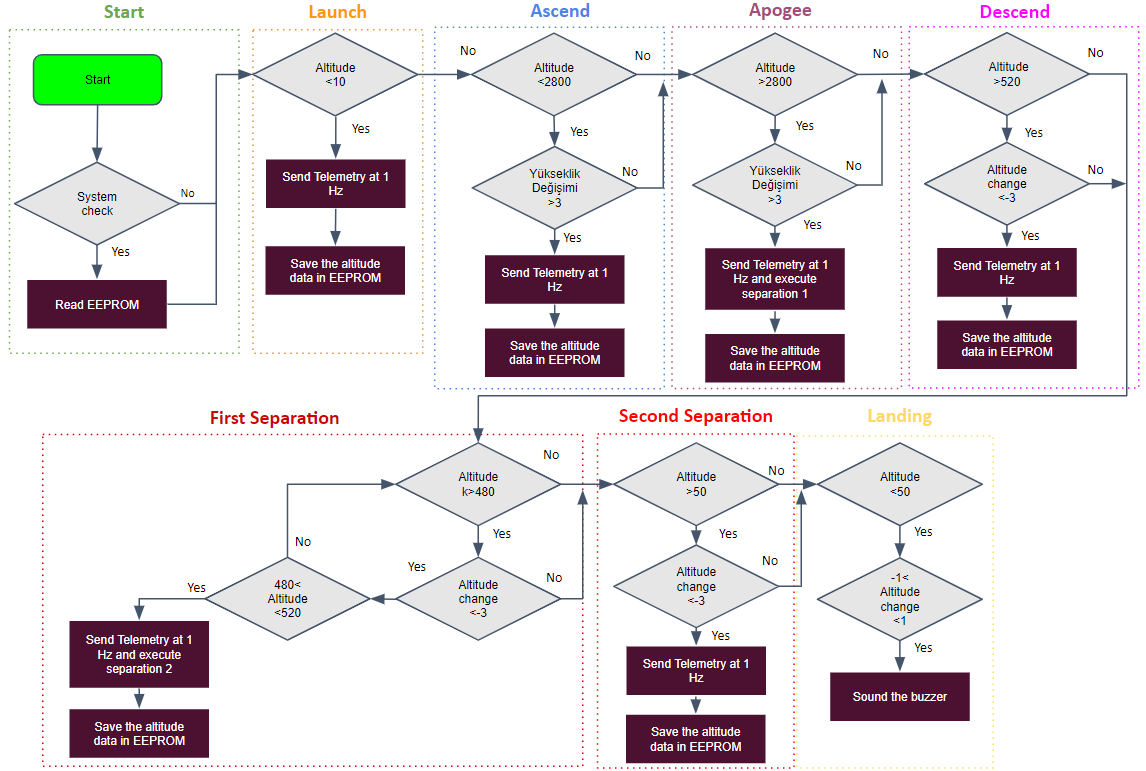 Start
Launch
Ascend
Apogee
Descend
Start
System
check
No
Yes
Read EEPROM
Altitude
<10
Yes
Send Telemetry at 1
Hz
Save the altitude
data in EEPROM
No
Altitude
<2800
No
Yes
Yükseklik
Değişimi
>3
No
Yes
Send Telemetry at 1
Hz
Save the altitude
data in EEPROM
Altitude
>2800
No
Yes
Yükseklik
Değişimi
>3
No
Yes
Send Telemetry at 1
Hz and execute
separation 1
Save the altitude
data in EEPROM
Altitude
>520
No
Yes
Altitude
change
<-3
No
Yes
Send Telemetry at 1
Hz
Save the altitude
data in EEPROM
First Separation
Second Separation
Landing
Altitude
k>480
No
Yes
Altitude
change
<-3
No
Yes
480<
Altitude
<520
No
Yes
Send Telemetry at 1
Hz and execute
separation 2
Save the altitude
data in EEPROM
Altitude
>50
No
Yes
Altitude
change
<-3
No
Yes
Send Telemetry at 1
Hz
Save the altitude
data in EEPROM
Altitude
<50
Yes
-1<
Altitude
change
<1
Yes
Sound the buzzer